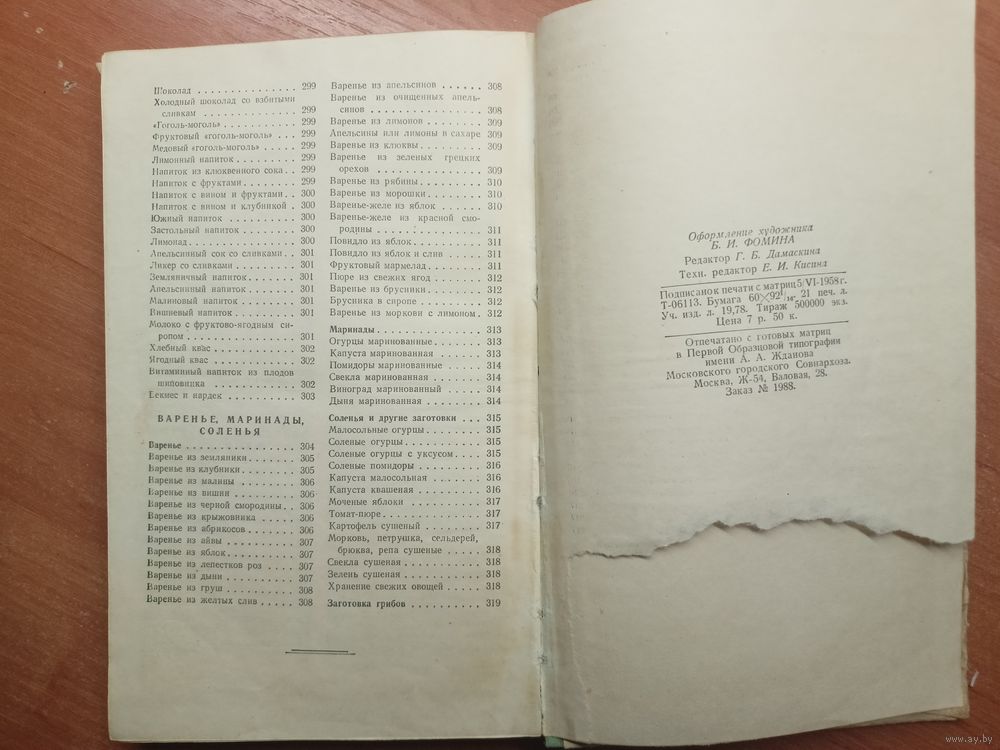 Шоколад . . . . . . . . . . . . . . . 299
Холодный шоколад со взбитыми
сливкам . . . . . . . . . . . . . . 299
«Гоголь-моголь» . . . . . . . . . . . 299
Фруктовый «гоголь-моголь» . . . 299
Медовый «гоголь-моголь» . . . . 299
Лимонный напиток . . . . . . . . . 299
Напиток из клюквенного сока . . 299
Напиток с фруктами . . . . . . . . 299
Напиток с вином и фруктами . . . 300
Напиток с вином и клубникой . 300
Южный напиток . . . . . . . . . . 300
Застольный напиток . . . . . . . . 300
Лимонад . . . . . . . . . . . . . . . 300
Апельсинный сок со сливками . . 301
Ликер со сливками . . . . . . . . . 301
Земляничный напиток . . . . . . . 301
Апельсинный напиток . . . . . . . 301
Малиновый напиток . . . . . . . . 301
Вишневый напиток . . . . . . . . . 301
Молоко с фруктово-ягодным си-
ропом . . . . . . . . . . . . . . . 301
Хлебный квас . . . . . . . . . . . . 302
Ягодный квас . . . . . . . . . . . . 302
Витаминный напиток из плодов
шиповника . . . . . . . . . . . . 302
Бекмес и нардек . . . . . . . . . . 303
ВАРЕНЬЕ, МАРИНАДЫ,
СОЛЕНЬЯ
Варенье . . . . . . . . . . . . . . . 304
Варенье из земляники . . . . . . . 305
Варенье из клубники . . . . . . . . 305
Варенье из малины . . . . . . . . 306
Варенье из вишни . . . . . . . . . 306
Варенье из черной смородины . . 306
Варенье из крыжовника . . . . . 306
Варенье из абрикосов . . . . . . . 306
Варенье из айвы . . . . . . . . . . 307
Варенье из яблок . . . . . . . . . . 307
Варенье из лепестков роз . . . . . 307
Варенье из дыни . . . . . . . . . . 307
Варенье из груш . . . . . . . . . . 308
Варенье из желтых слив . . . . . 308
Варенье из апельсинов . . . . . . 308
Варенье из очищенных апель-
синов . . . . . . . . . . . . . . . 308
Варенье из лимонов . . . . . . . . 309
Апельсины или лимоны в сахаре 309
Варенье из клюквы . . . . . . . . 309
Варенье из зеленых грецких
орехов . . . . . . . . . . . . . . 309
Варенье из рябины . . . . . . . . 310
Варенье из морошки . . . . . . . . 310
Варенье-желе из яблок . . . . . . 310
Варенье-желе из красной смо-
родины . . . . . . . . . . . . . . 311
Повидло из яблок . . . . . . . . . 311
Повидло из яблок и слив . . . . . 311
Фруктовый мармелад . . . . . . . 311
Пюре из свежих ягод . . . . . . . 312
Варенье из брусники . . . . . . . 312
Брусника в сиропе . . . . . . . . . 312
Варенье из моркови с лимоном . . 312
Маринады . . . . . . . . . . . . . . 313
Огурцы маринованные . . . . . . . 313
Капуста маринованная . . . . . . 313
Помидоры маринованные . . . . . 314
Свекла маринованная . . . . . . . 314
Виноград маринованный . . . . . 314
Дыня маринованная . . . . . . . . 314
Соленья и другие заготовки . . . 315
Малосольные огурцы . . . . . . . . 315
Соленые огурцы . . . . . . . . . . 315
Соленые огурцы с уксусом . . . . 315
Соленые помидоры . . . . . . . . 316
Капуста малосольная . . . . . . . 316
Капуста квашеная . . . . . . . . . 316
Моченые яблоки . . . . . . . . . . 317
Томат-пюре . . . . . . . . . . . . . 317
Картофель сушеный . . . . . . . . 317
Морковь, петрушка, сельдерей,
брюква, репа сушеные . . . . . 318
Свекла сушеная . . . . . . . . . . 318
Зелень сушеная . . . . . . . . . . 318
Хранение свежих овощей . . . . . 318
Заготовка грибов . . . . . . . . . . 319
Оформление художника
Б. И. ФОМИНА
Редактор Г. Б. Дамаскина
Техн. редактор Е. И. Кисина
Подписано к печати с матриц 5/VI-1958 г.
Т-06113. Бумага 60×92 1/16. 21 печ. л.
Уч. изд. л. 19,78. Тираж 500000 экз.
Цена 7 р. 50 к.
Отпечатано с готовых матриц
в Первой Образцовой типографии
имени А. А. Жданова
Московского городского Совнархоза.
Москва, Ж-54, Валовая, 28.
Заказ № 1988.
www.ay.by